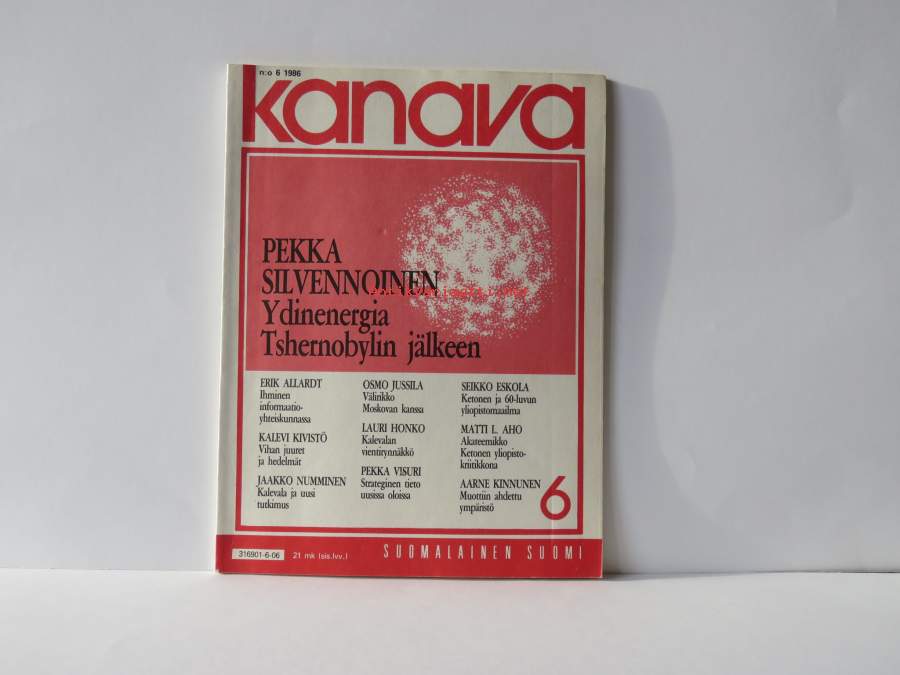 n:o 6 1986
kanava
PEKKA
SILVENNOINEN
Ydinenergia
Tshernobylin jälkeen
ERIK ALLARDT
Ihminen
informaatio-
yhteiskunnassa
KALEVI KIVISTÖ
Vihan juuret
ja hedelmät
JAAKKO NUMMINEN
Kalevala ja uusi
tutkimus
OSMO JUSSILA
Välirikko
Moskovan kanssa
LAURI HONKO
Kalevalan
vientirynnäkkö
PEKKA VISURI
Strateginen tieto
uusissa oloissa
SEIKKO ESKOLA
Ketonen ja 60-luvun
yliopistomaailma
MATTI L. AHO
Akateemikko
Ketonen yliopisto-
kriitikkona
AARNE KINNUNEN
Muottiin ahdettu
ympäristö
6
316901-6-06
21 mk (sis.lvv.)
SUOMALAINEN SUOMI